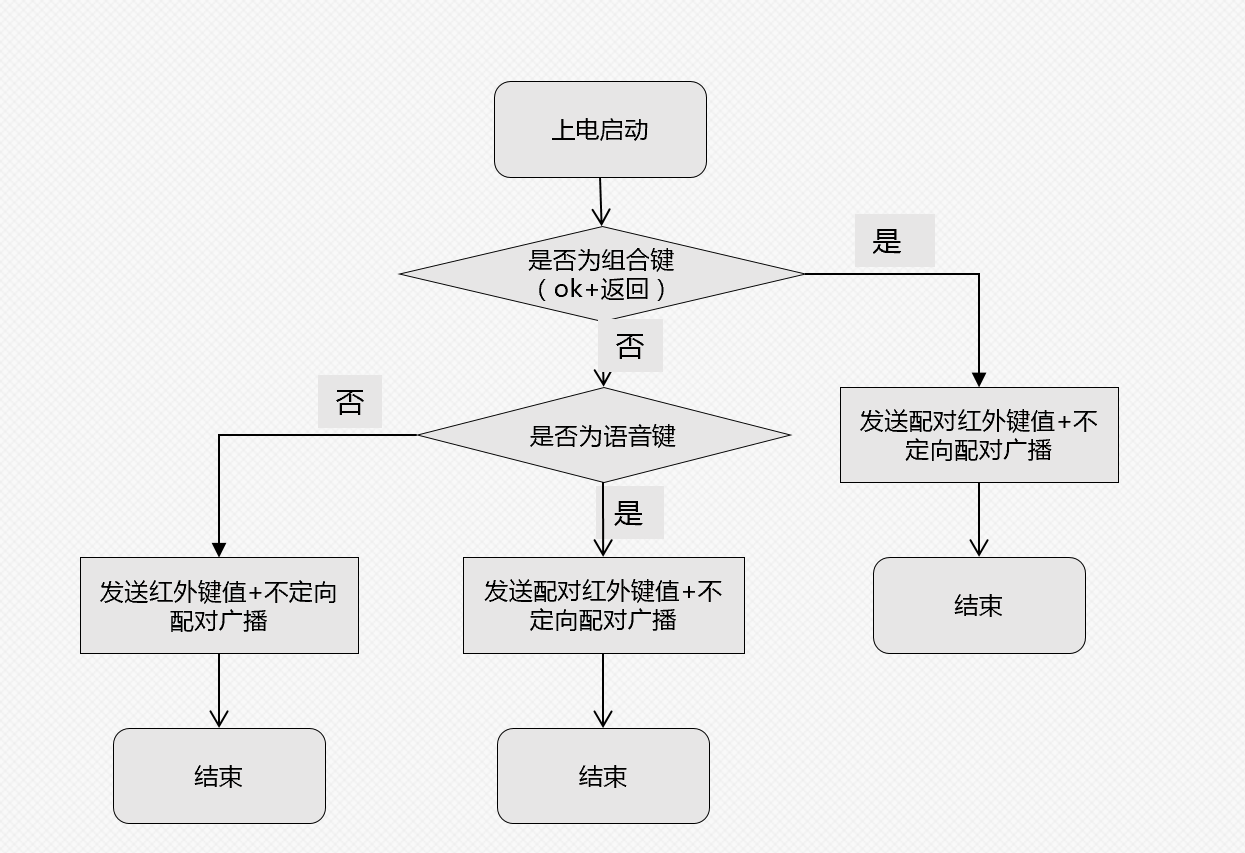 上电启动
是
是否为组合键
（ok+返回）
否
否
是否为语音键
发送配对红外键值+不
定向配对广播
是
发送红外键值+不定向
配对广播
发送配对红外键值+不
定向配对广播
结束
结束
结束